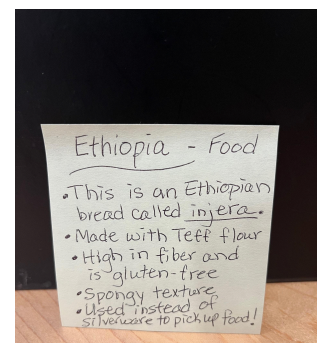 Ethiopia - Food
• This is an Ethiopian
bread called injera.
• Made with Teff flour
• High in fiber and
is gluten-free
• Spongy texture
• Used instead of
silverware to pick up food!